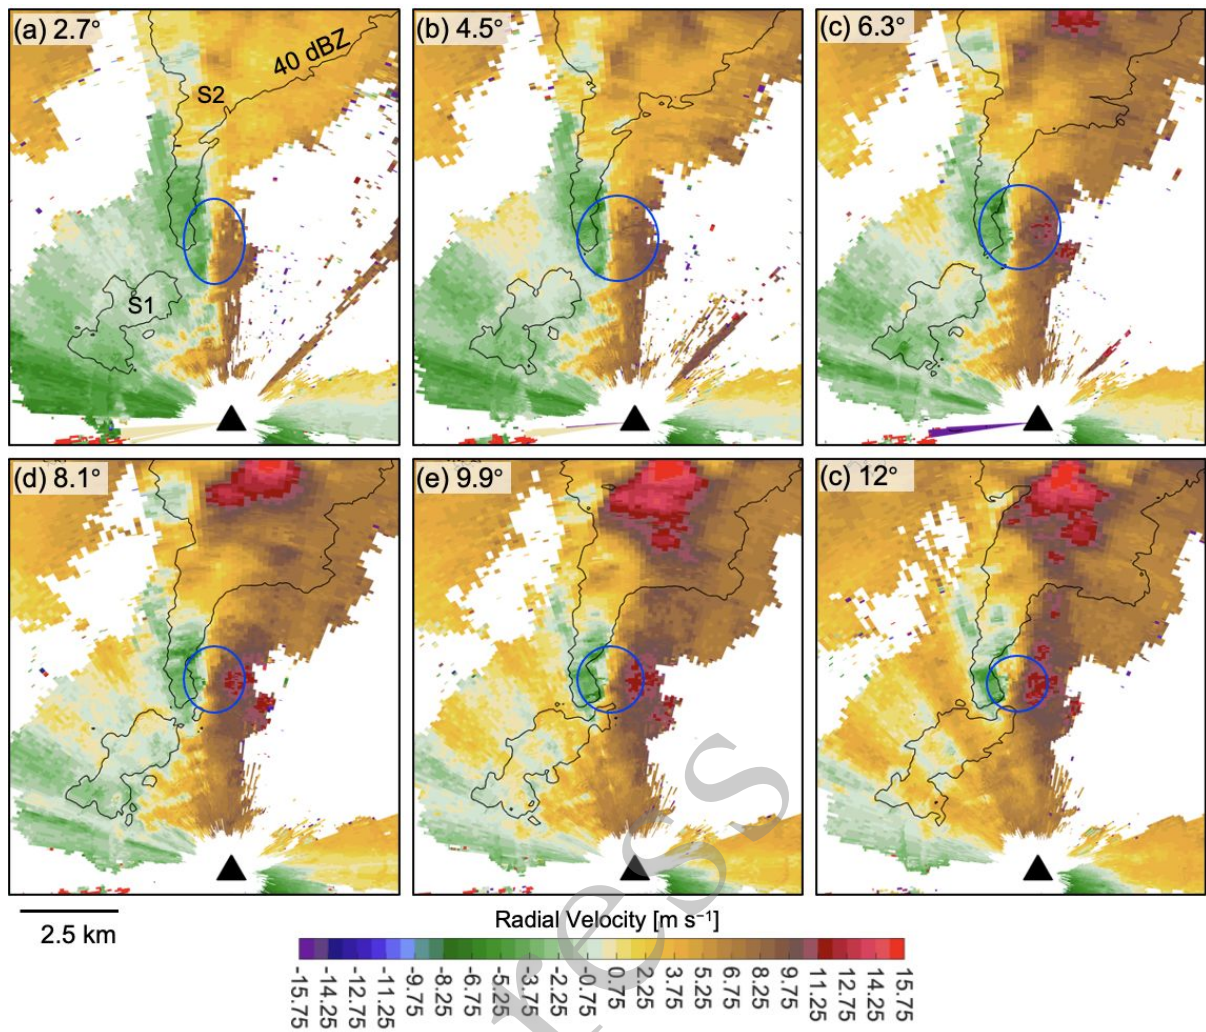 (a) 2.7°
(b) 4.5°
(c) 6.3°
40 dBZ
S2
S1
(d) 8.1°
(e) 9.9°
(c) 12°
2.5 km
Radial Velocity [m s⁻¹]
-15.75
-14.25
-12.75
-11.25
-9.75
-8.25
-6.75
-5.25
-3.75
-2.25
-0.75
0.75
2.25
3.75
5.25
6.75
8.25
9.75
11.25
12.75
14.25
15.75
ress